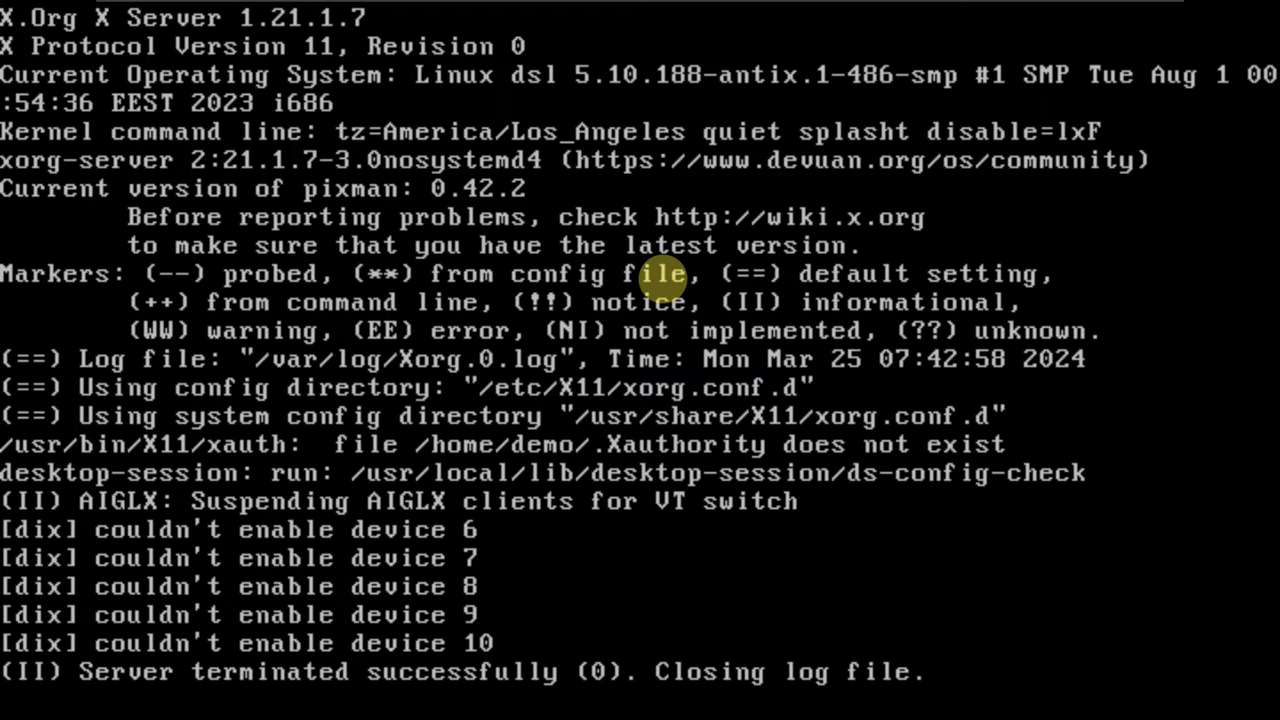 X.Org X Server 1.21.1.7
X Protocol Version 11, Revision 0
Current Operating System: Linux dsl 5.10.188-antix.1-486-smp #1 SMP Tue Aug 1 00
:54:36 EEST 2023 i686
Kernel command line: tz=America/Los_Angeles quiet splasht disable=lxF
xorg-server 2:21.1.7-3.0nosystemd4 (https://www.devuan.org/os/community)
Current version of pixman: 0.42.2
        Before reporting problems, check http://wiki.x.org
        to make sure that you have the latest version.
Markers: (--) probed, (**) from config file, (==) default setting,
        (++) from command line, (!!) notice, (II) informational,
        (WW) warning, (EE) error, (NI) not implemented, (??) unknown.
(==) Log file: "/var/log/Xorg.0.log", Time: Mon Mar 25 07:42:58 2024
(==) Using config directory: "/etc/X11/xorg.conf.d"
(==) Using system config directory "/usr/share/X11/xorg.conf.d"
/usr/bin/X11/xauth:  file /home/demo/.Xauthority does not exist
desktop-session: run: /usr/local/lib/desktop-session/ds-config-check
(II) AIGLX: Suspending AIGLX clients for VT switch
[dix] couldn't enable device 6
[dix] couldn't enable device 7
[dix] couldn't enable device 8
[dix] couldn't enable device 9
[dix] couldn't enable device 10
(II) Server terminated successfully (0). Closing log file.